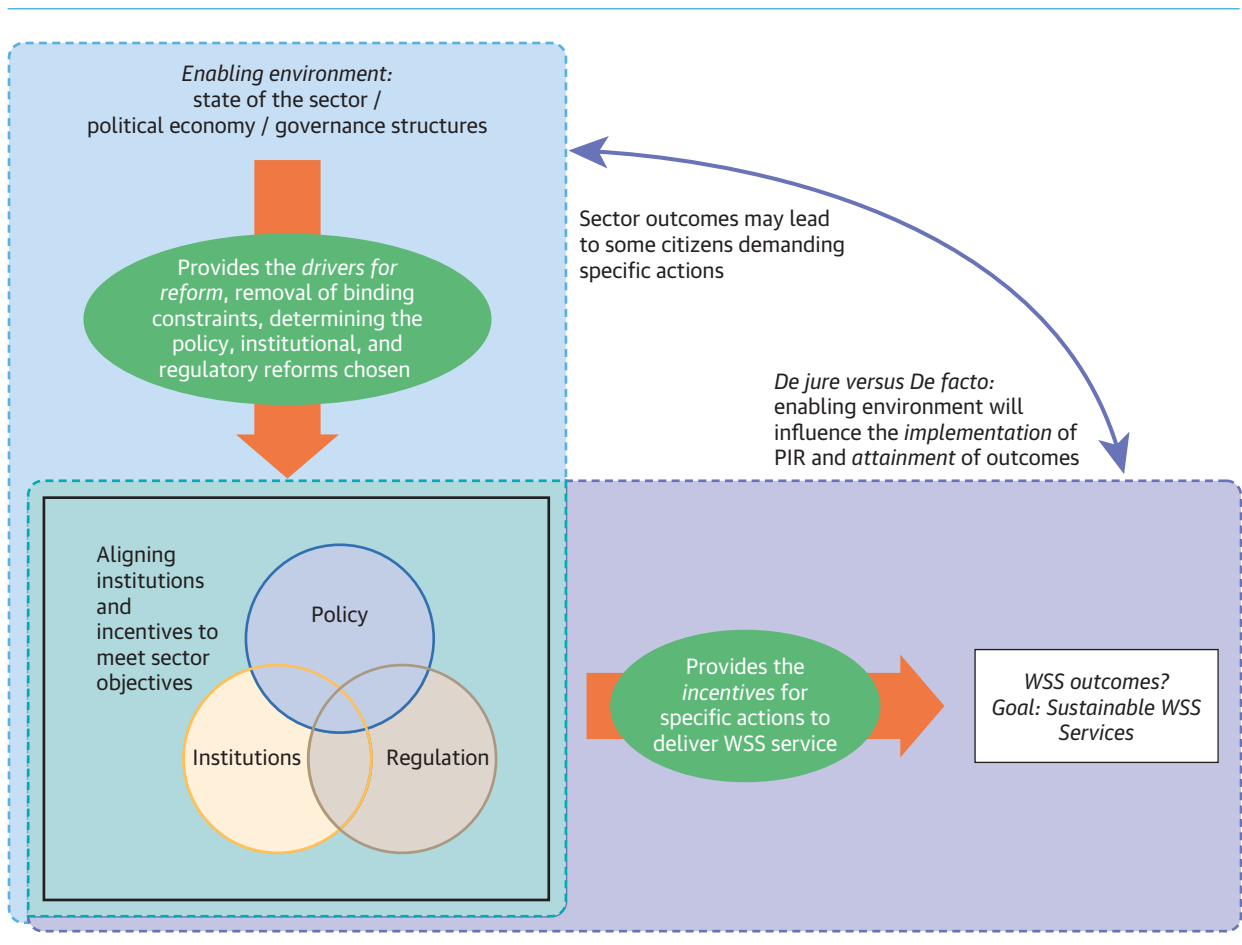 Enabling environment:
state of the sector /
political economy / governance structures
Provides the drivers for
reform, removal of binding
constraints, determining the
policy, institutional, and
regulatory reforms chosen
Sector outcomes may lead
to some citizens demanding
specific actions
De jure versus De facto:
enabling environment will
influence the implementation of
PIR and attainment of outcomes
Aligning
institutions
and
incentives to
meet sector
objectives
Policy
Institutions
Regulation
Provides the
incentives for
specific actions to
deliver WSS service
WSS outcomes?
Goal: Sustainable WSS
Services